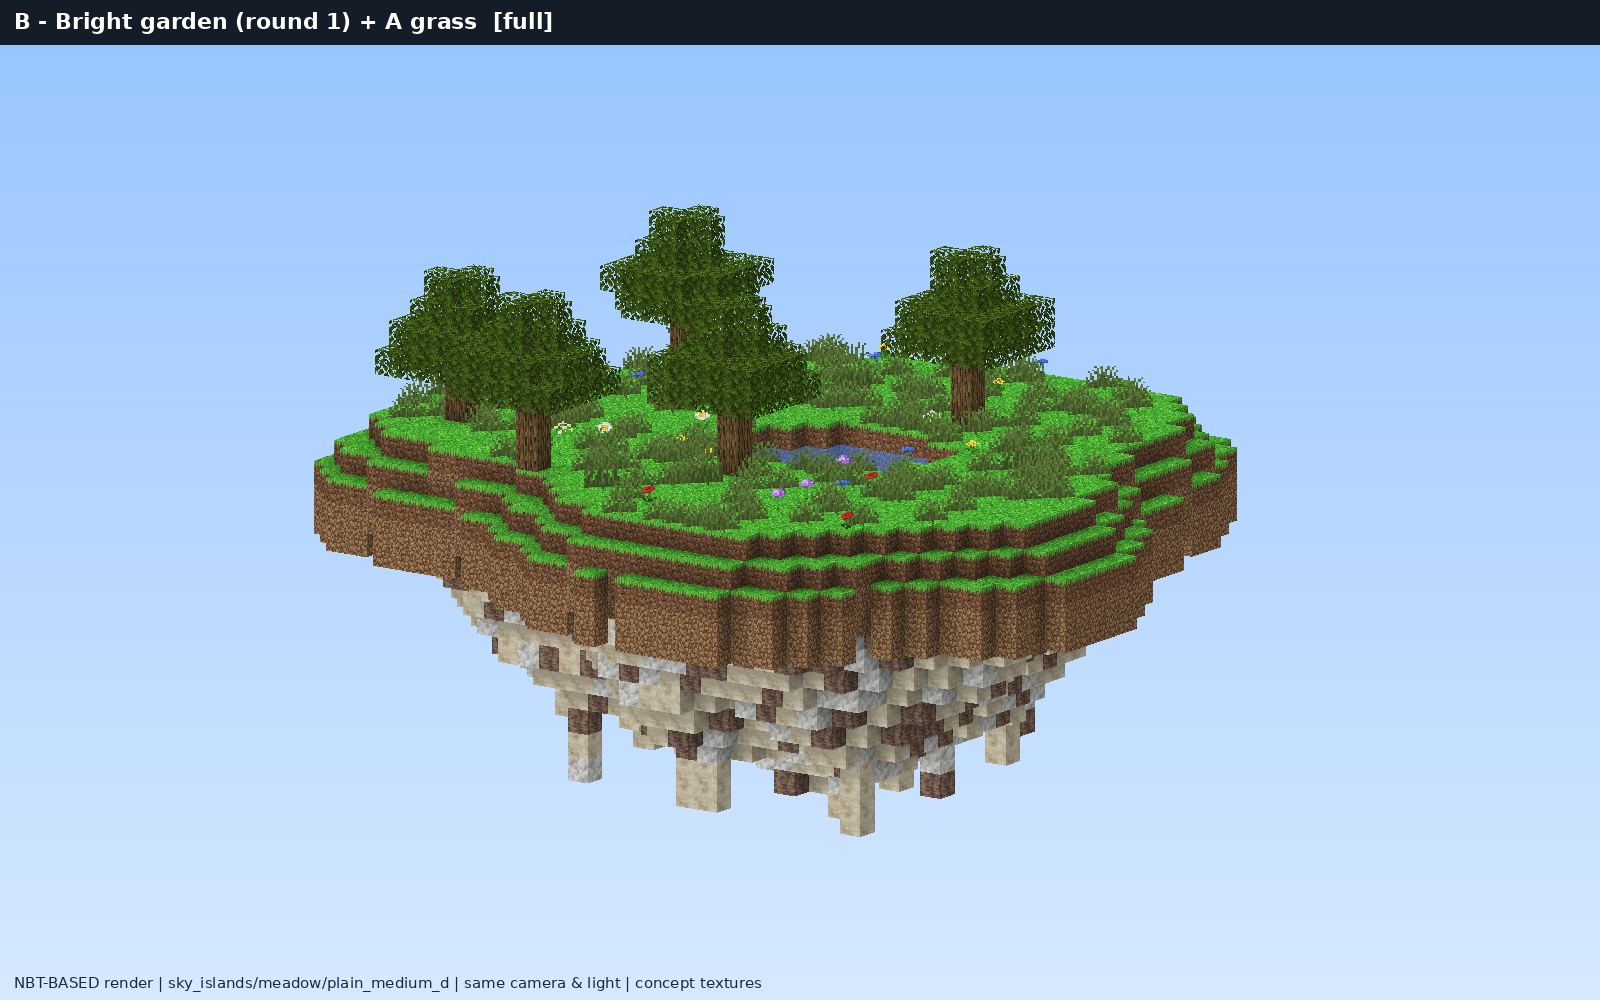 B - Bright garden (round 1) + A grass  [full]
NBT-BASED render | sky_islands/meadow/plain_medium_d | same camera & light | concept textures